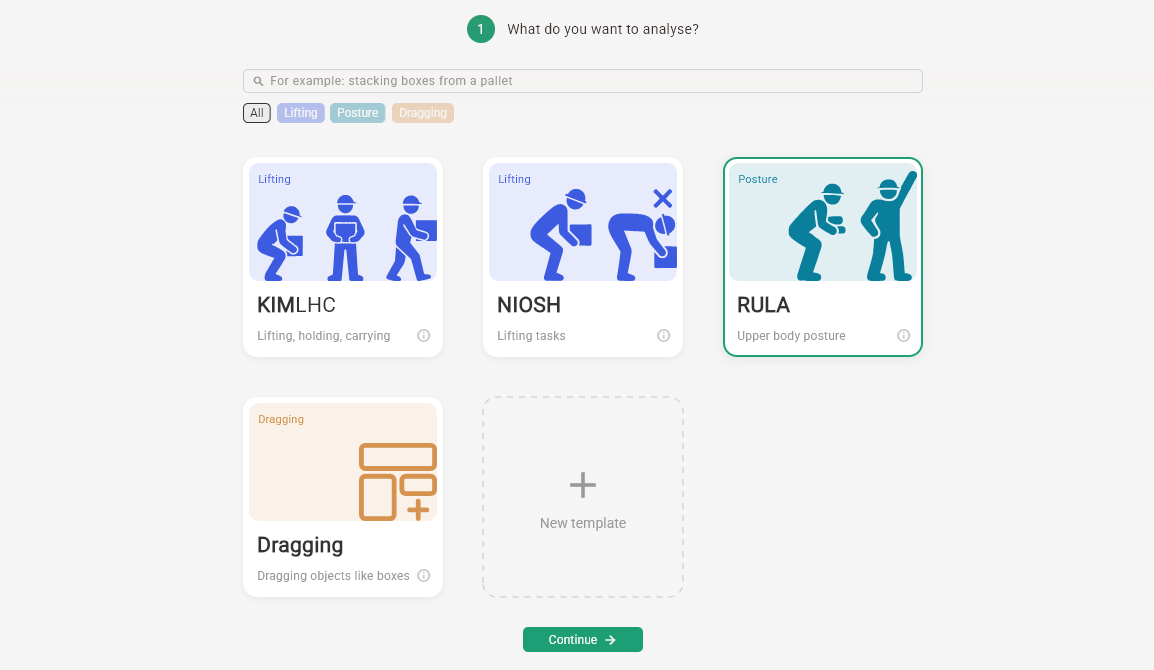 1 What do you want to analyse?
For example: stacking boxes from a pallet
All Lifting Posture Dragging
Lifting
KIMLHC
Lifting, holding, carrying
Lifting
NIOSH
Lifting tasks
Posture
RULA
Upper body posture
Dragging
Dragging
Dragging objects like boxes
New template
Continue